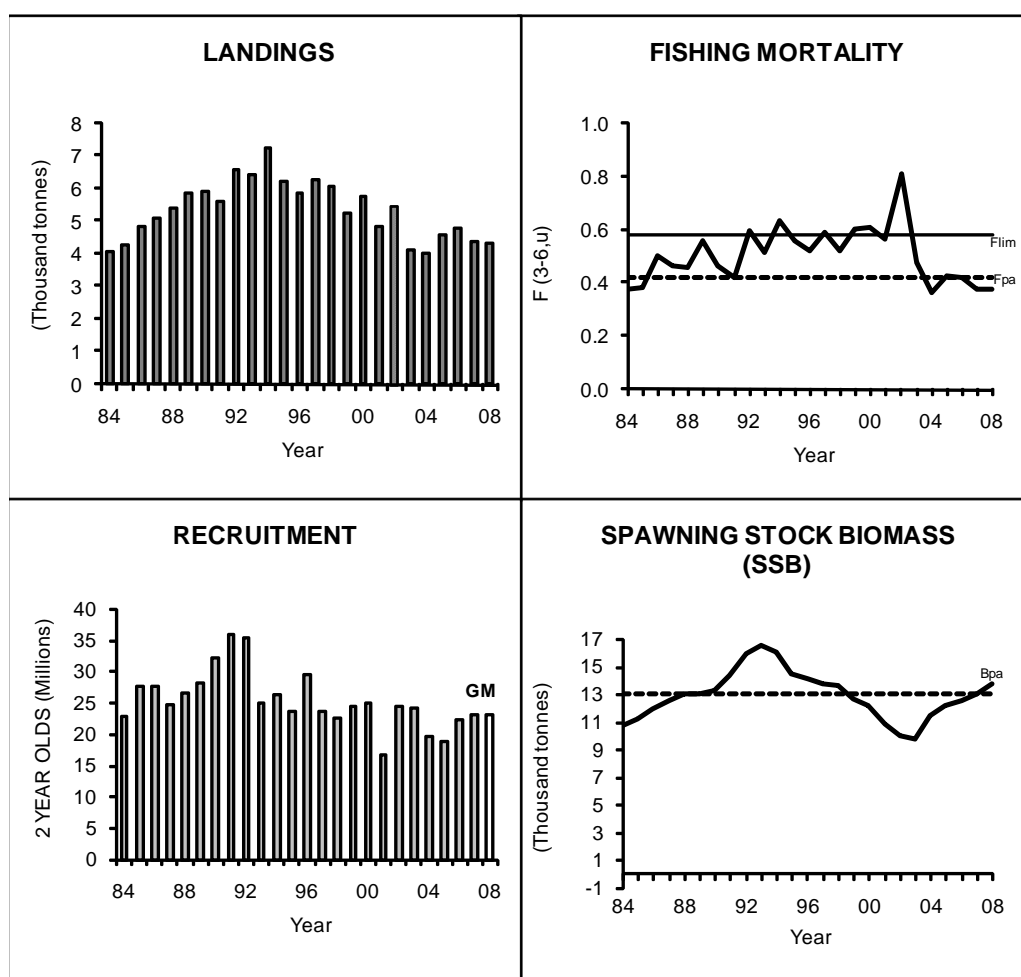 LANDINGS
(Thousand tonnes)
8
7
6
5
4
3
2
1
0
84 88 92 96 00 04 08
Year
FISHING MORTALITY
F (3-6,u)
1.0
0.8
0.6
0.4
0.2
0.0
Flim
Fpa
84 88 92 96 00 04 08
Year
RECRUITMENT
2 YEAR OLDS (Millions)
40
35
30
25
20
15
10
5
0
GM
84 88 92 96 00 04 08
Year
SPAWNING STOCK BIOMASS
(SSB)
(Thousand tonnes)
17
15
13
11
9
7
5
3
1
-1
Bpa
84 88 92 96 00 04 08
Year